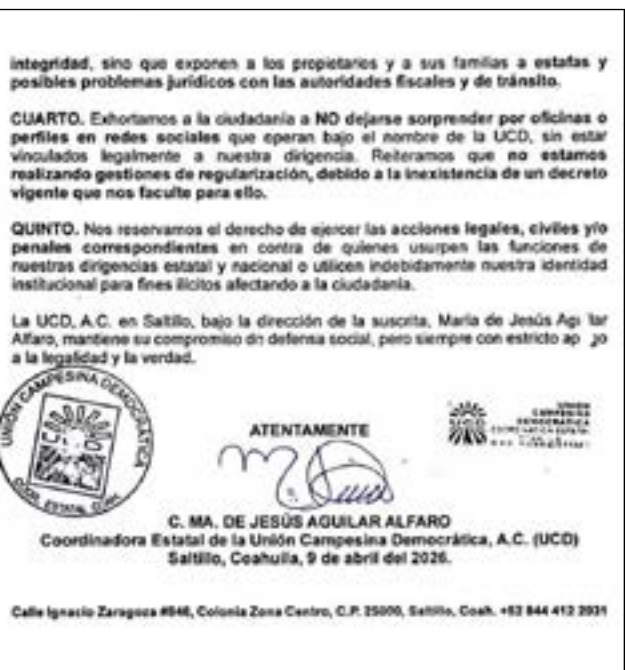 integridad, sino que exponen a los propietarios y a sus familias a estafas y
posibles problemas jurídicos con las autoridades fiscales y de tránsito.
CUARTO. Exhortamos a la ciudadanía a NO dejarse sorprender por oficinas o
perfiles en redes sociales que operan bajo el nombre de la UCD, sin estar
vinculados legalmente a nuestra dirigencia. Reiteramos que no estamos
realizando gestiones de regularización, debido a la inexistencia de un decreto
vigente que nos faculte para ello.
QUINTO. Nos reservamos el derecho de ejercer las acciones legales, civiles y/o
penales correspondientes en contra de quienes usurpen las funciones de
nuestras dirigencias estatal y nacional o utilicen indebidamente nuestra identidad
institucional para fines ilícitos afectando a la ciudadanía.
La UCD, A.C. en Saltillo, bajo la dirección de la suscrita, María de Jesús
Alfaro, mantiene su compromiso dn defensa social, pero siempre con estricto
a la legalidad y la verdad.
UNIÓN CAMPESINA DEMOCRÁTICA
COOR. ESTATAL COAH.
UNIÓN
CAMPESINA
DEMOCRÁTICA
ATENTAMENTE
C. MA. DE JESÚS AGUILAR ALFARO
Coordinadora Estatal de la Unión Campesina Democrática, A.C. (UCD)
Saltillo, Coahuila, 9 de abril del 2026.
Calle Ignacio Zaragoza #846, Colonia Zona Centro, C.P. 25000, Saltillo, Coah. +52 844 412 2931